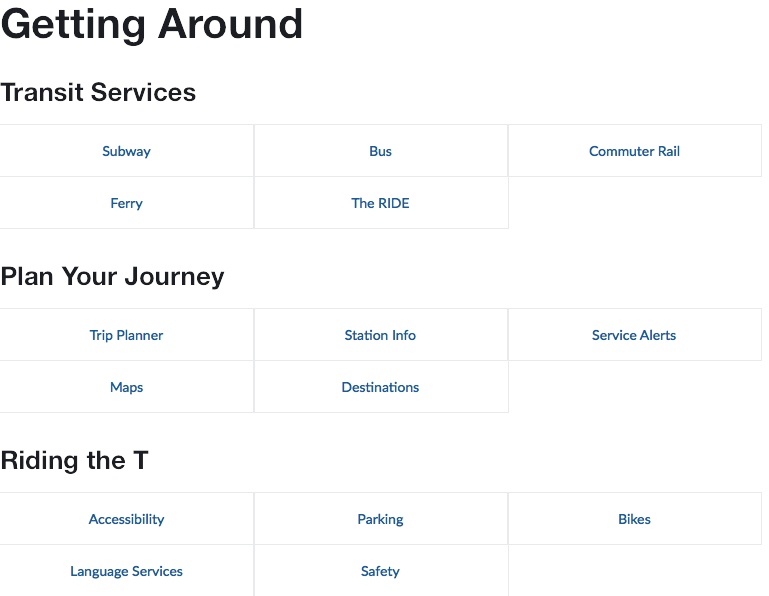 Getting Around
Transit Services
Subway Bus Commuter Rail
Ferry The RIDE
Plan Your Journey
Trip Planner Station Info Service Alerts
Maps Destinations
Riding the T
Accessibility Parking Bikes
Language Services Safety